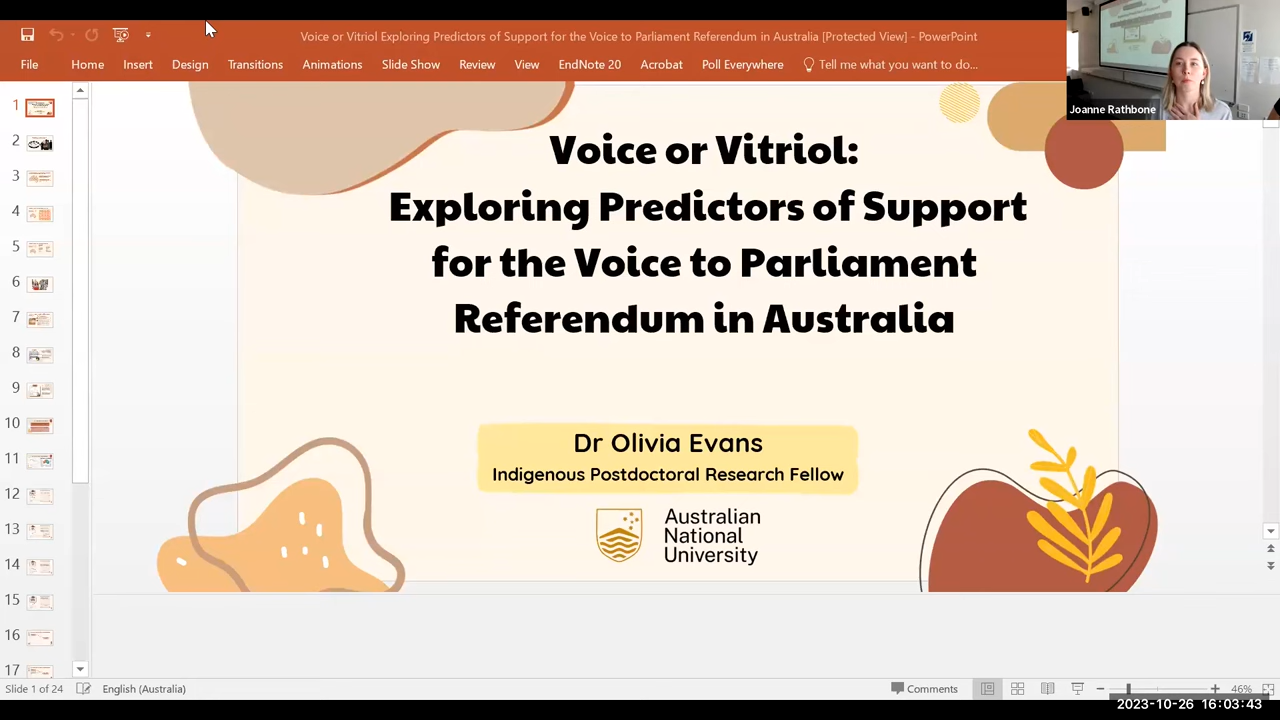 Voice or Vitriol Exploring Predictors of Support for the Voice to Parliament Referendum in Australia [Protected View] - PowerPoint
File Home Insert Design Transitions Animations Slide Show Review View EndNote 20 Acrobat Poll Everywhere Tell me what you want to do...
Joanne Rathbone
1
2
3
4
5
6
7
8
9
10
11
12
13
14
15
16
17
Voice or Vitriol:
Exploring Predictors of Support
for the Voice to Parliament
Referendum in Australia
Dr Olivia Evans
Indigenous Postdoctoral Research Fellow
Australian
National
University
Slide 1 of 24 English (Australia) Comments 46%
2023-10-26 16:03:43